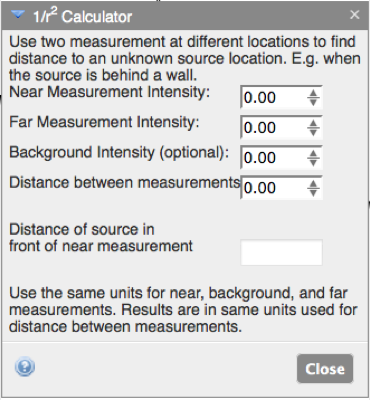 1/r² Calculator ×
Use two measurement at different locations to find
distance to an unknown source location. E.g. when
the source is behind a wall.
Near Measurement Intensity: 0.00
Far Measurement Intensity: 0.00
Background Intensity (optional): 0.00
Distance between measurements 0.00
Distance of source in
front of near measurement
Use the same units for near, background, and far
measurements. Results are in same units used for
distance between measurements.
? Close